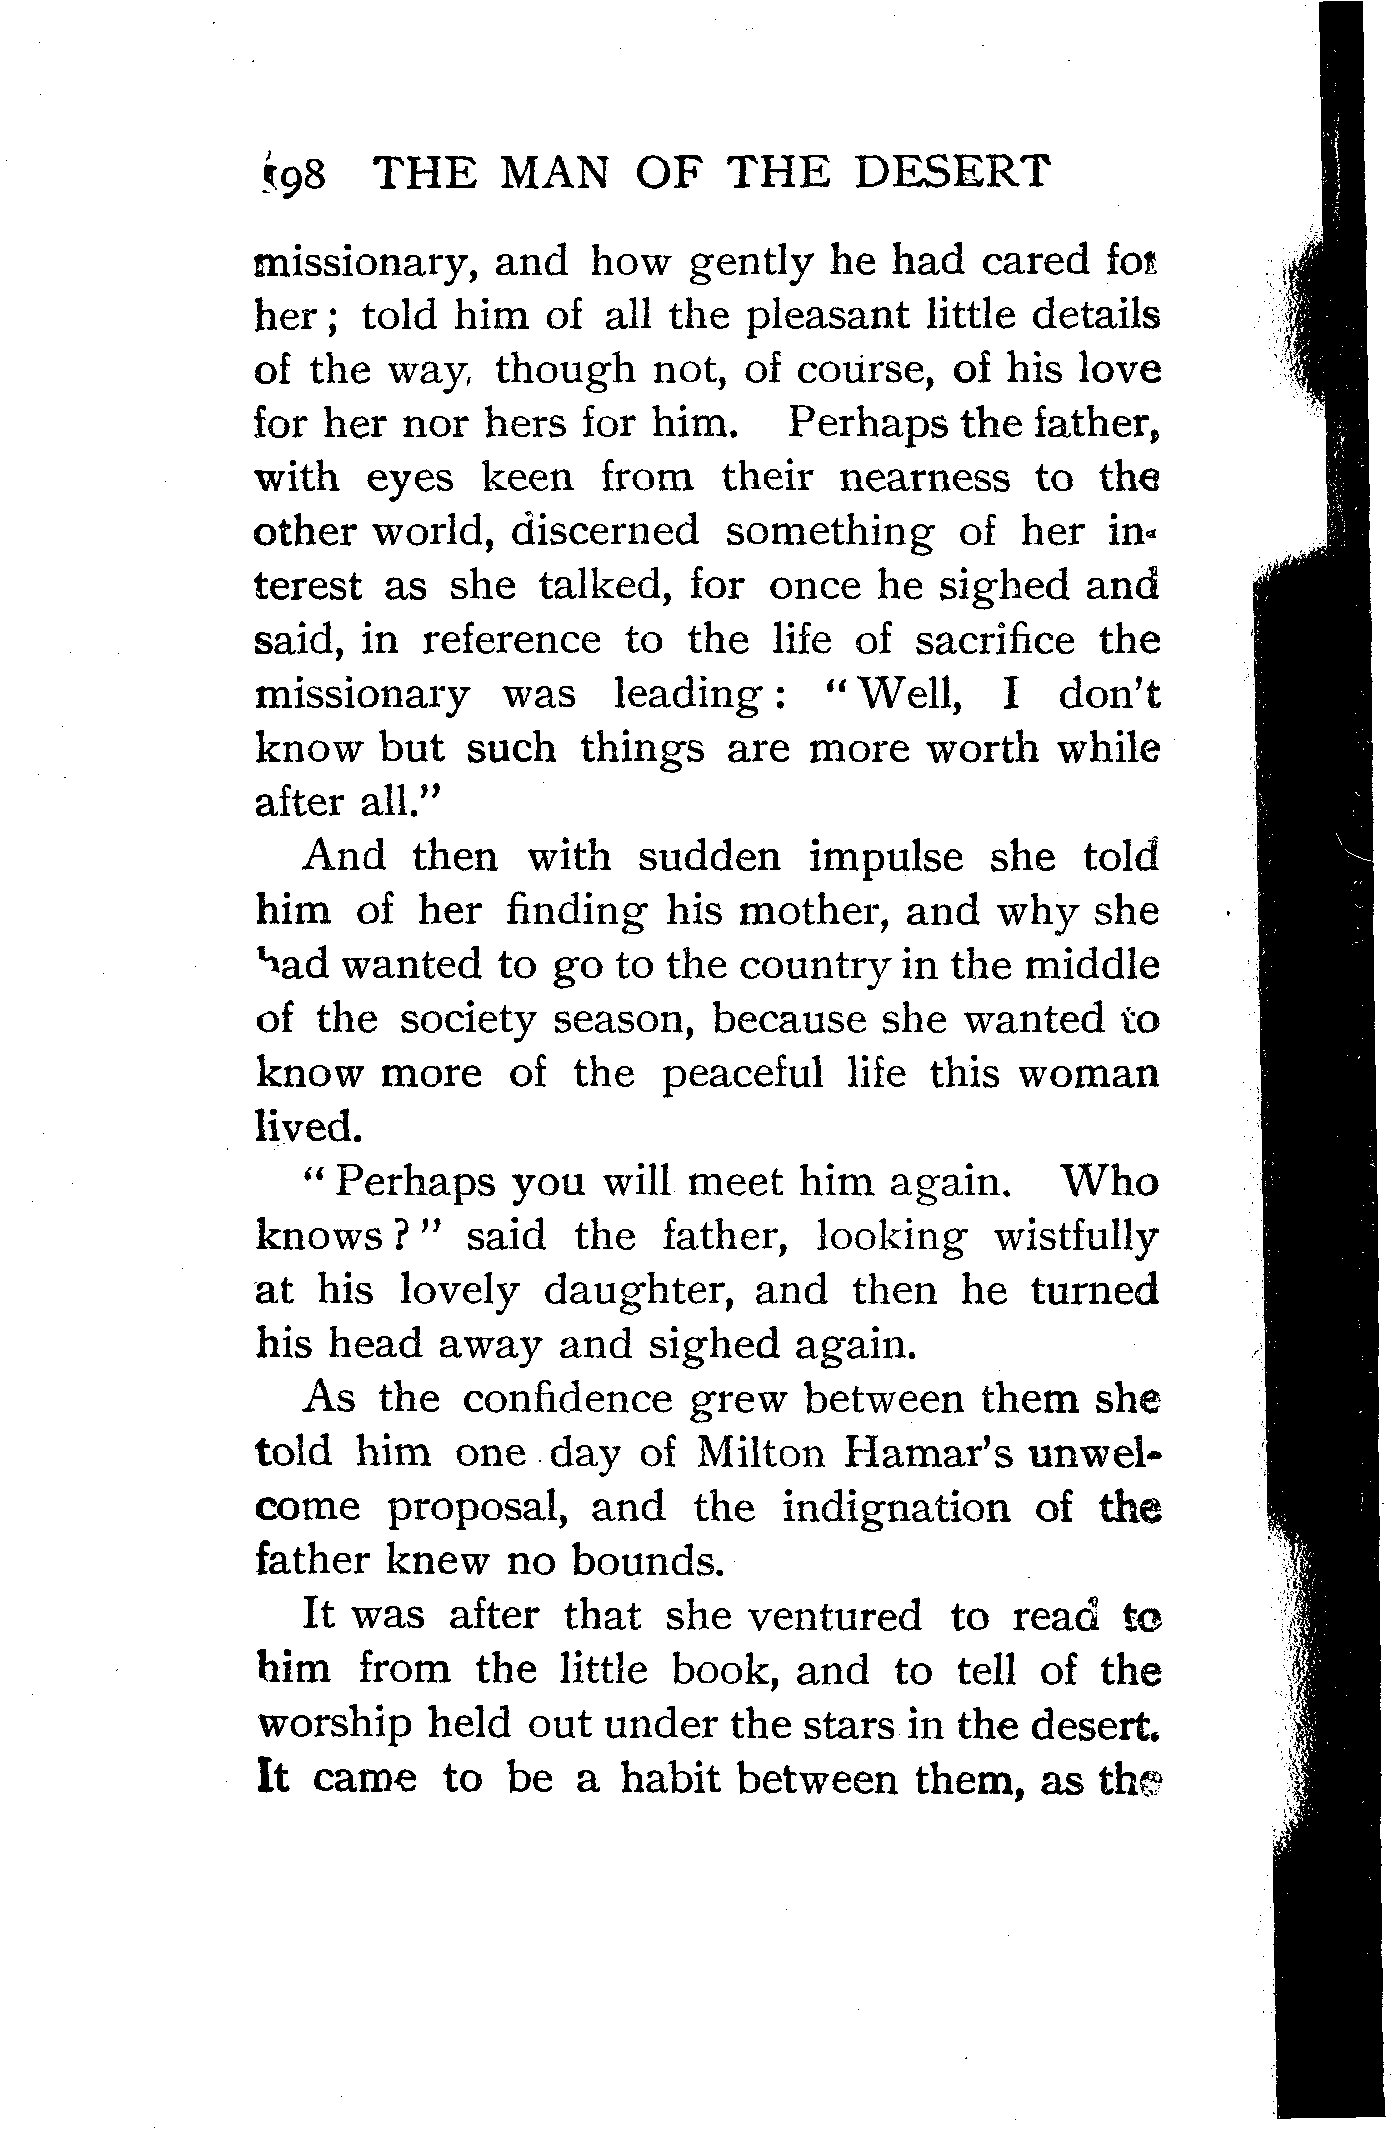 198 THE MAN OF THE DESERT
missionary, and how gently he had cared for
her; told him of all the pleasant little details
of the way, though not, of course, of his love
for her nor hers for him. Perhaps the father,
with eyes keen from their nearness to the
other world, discerned something of her in-
terest as she talked, for once he sighed and
said, in reference to the life of sacrifice the
missionary was leading: "Well, I don't
know but such things are more worth while
after all."
And then with sudden impulse she told
him of her finding his mother, and why she
had wanted to go to the country in the middle
of the society season, because she wanted to
know more of the peaceful life this woman
lived.
"Perhaps you will meet him again. Who
knows?" said the father, looking wistfully
at his lovely daughter, and then he turned
his head away and sighed again.
As the confidence grew between them she
told him one day of Milton Hamar's unwel-
come proposal, and the indignation of the
father knew no bounds.
It was after that she ventured to read to
him from the little book, and to tell of the
worship held out under the stars in the desert.
It came to be a habit between them, as the